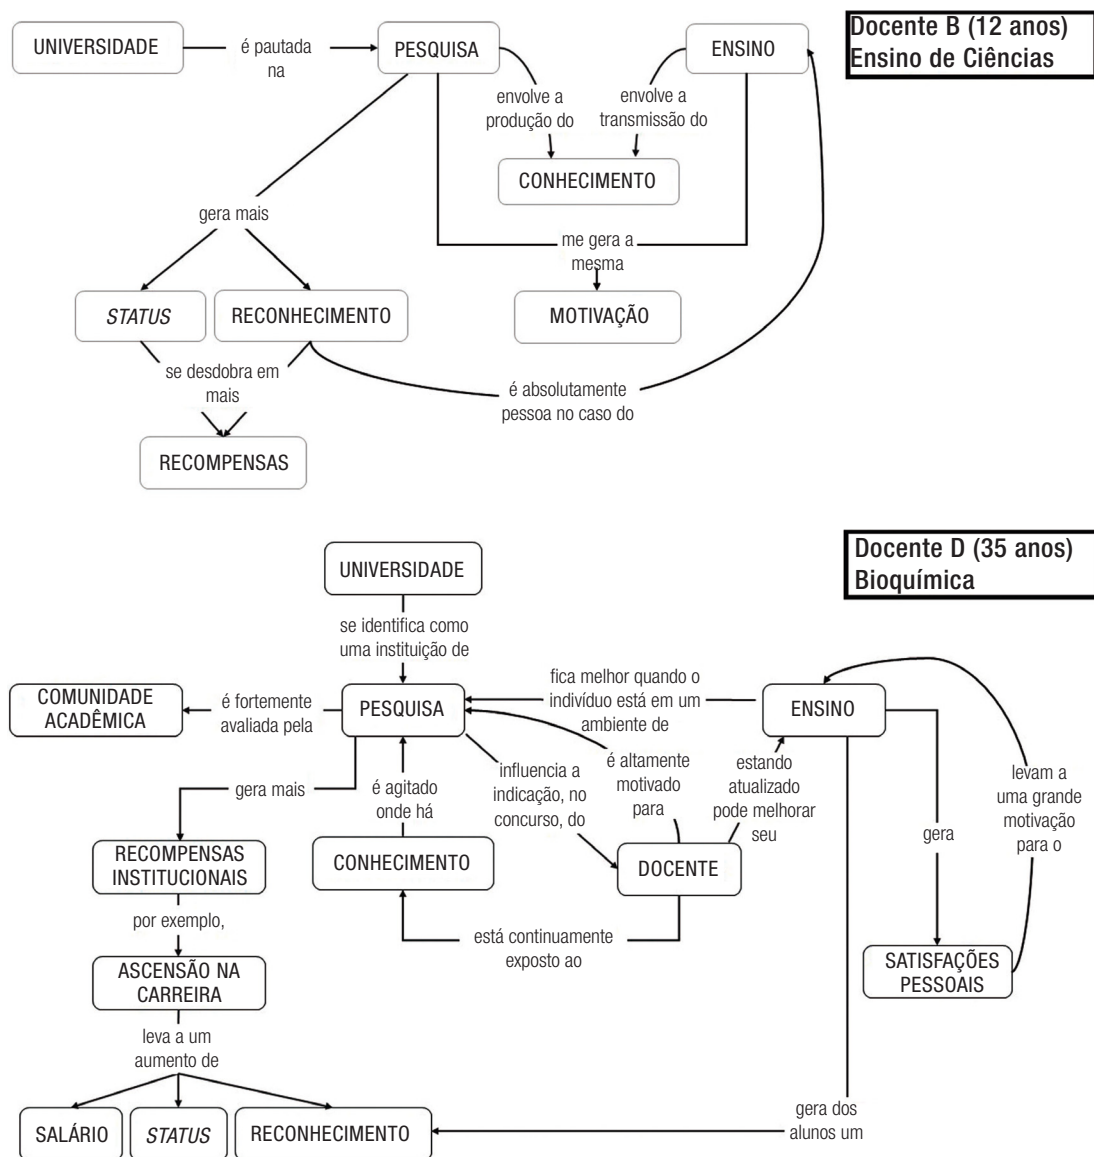 Docente B (12 anos)
Ensino de Ciências
UNIVERSIDADE
é pautada
na
PESQUISA
ENSINO
envolve a
produção do
envolve a
transmissão do
CONHECIMENTO
gera mais
me gera a
mesma
STATUS
RECONHECIMENTO
MOTIVAÇÃO
se desdobra em
mais
é absolutamente
pessoa no caso do
RECOMPENSAS
Docente D (35 anos)
Bioquímica
UNIVERSIDADE
se identifica como
uma instituição de
COMUNIDADE
ACADÊMICA
é fortemente
avaliada pela
PESQUISA
fica melhor quando o
indivíduo está em um
ambiente de
ENSINO
gera mais
é agitado
onde há
influencia a
indicação, no
concurso, do
é altamente
motivado
para
estando
atualizado
pode melhorar
seu
gera
levam a
uma grande
motivação
para o
RECOMPENSAS
INSTITUCIONAIS
CONHECIMENTO
DOCENTE
por exemplo,
está continuamente
exposto ao
SATISFAÇÕES
PESSOAIS
ASCENSÃO NA
CARREIRA
leva a um
aumento de
SALÁRIO
STATUS
RECONHECIMENTO
gera dos
alunos um